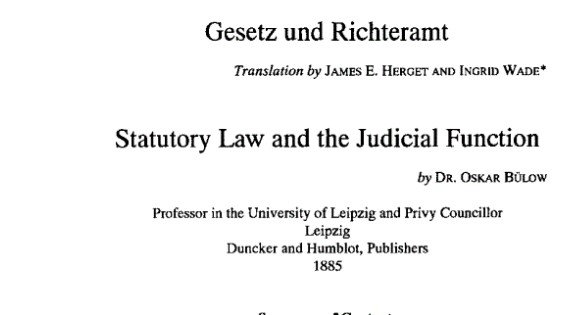 Gesetz und Richteramt
Translation by JAMES E. HERGET AND INGRID WADE*
Statutory Law and the Judicial Function
by DR. OSKAR BÜLOW
Professor in the University of Leipzig and Privy Councillor
Leipzig
Duncker and Humblot, Publishers
1885